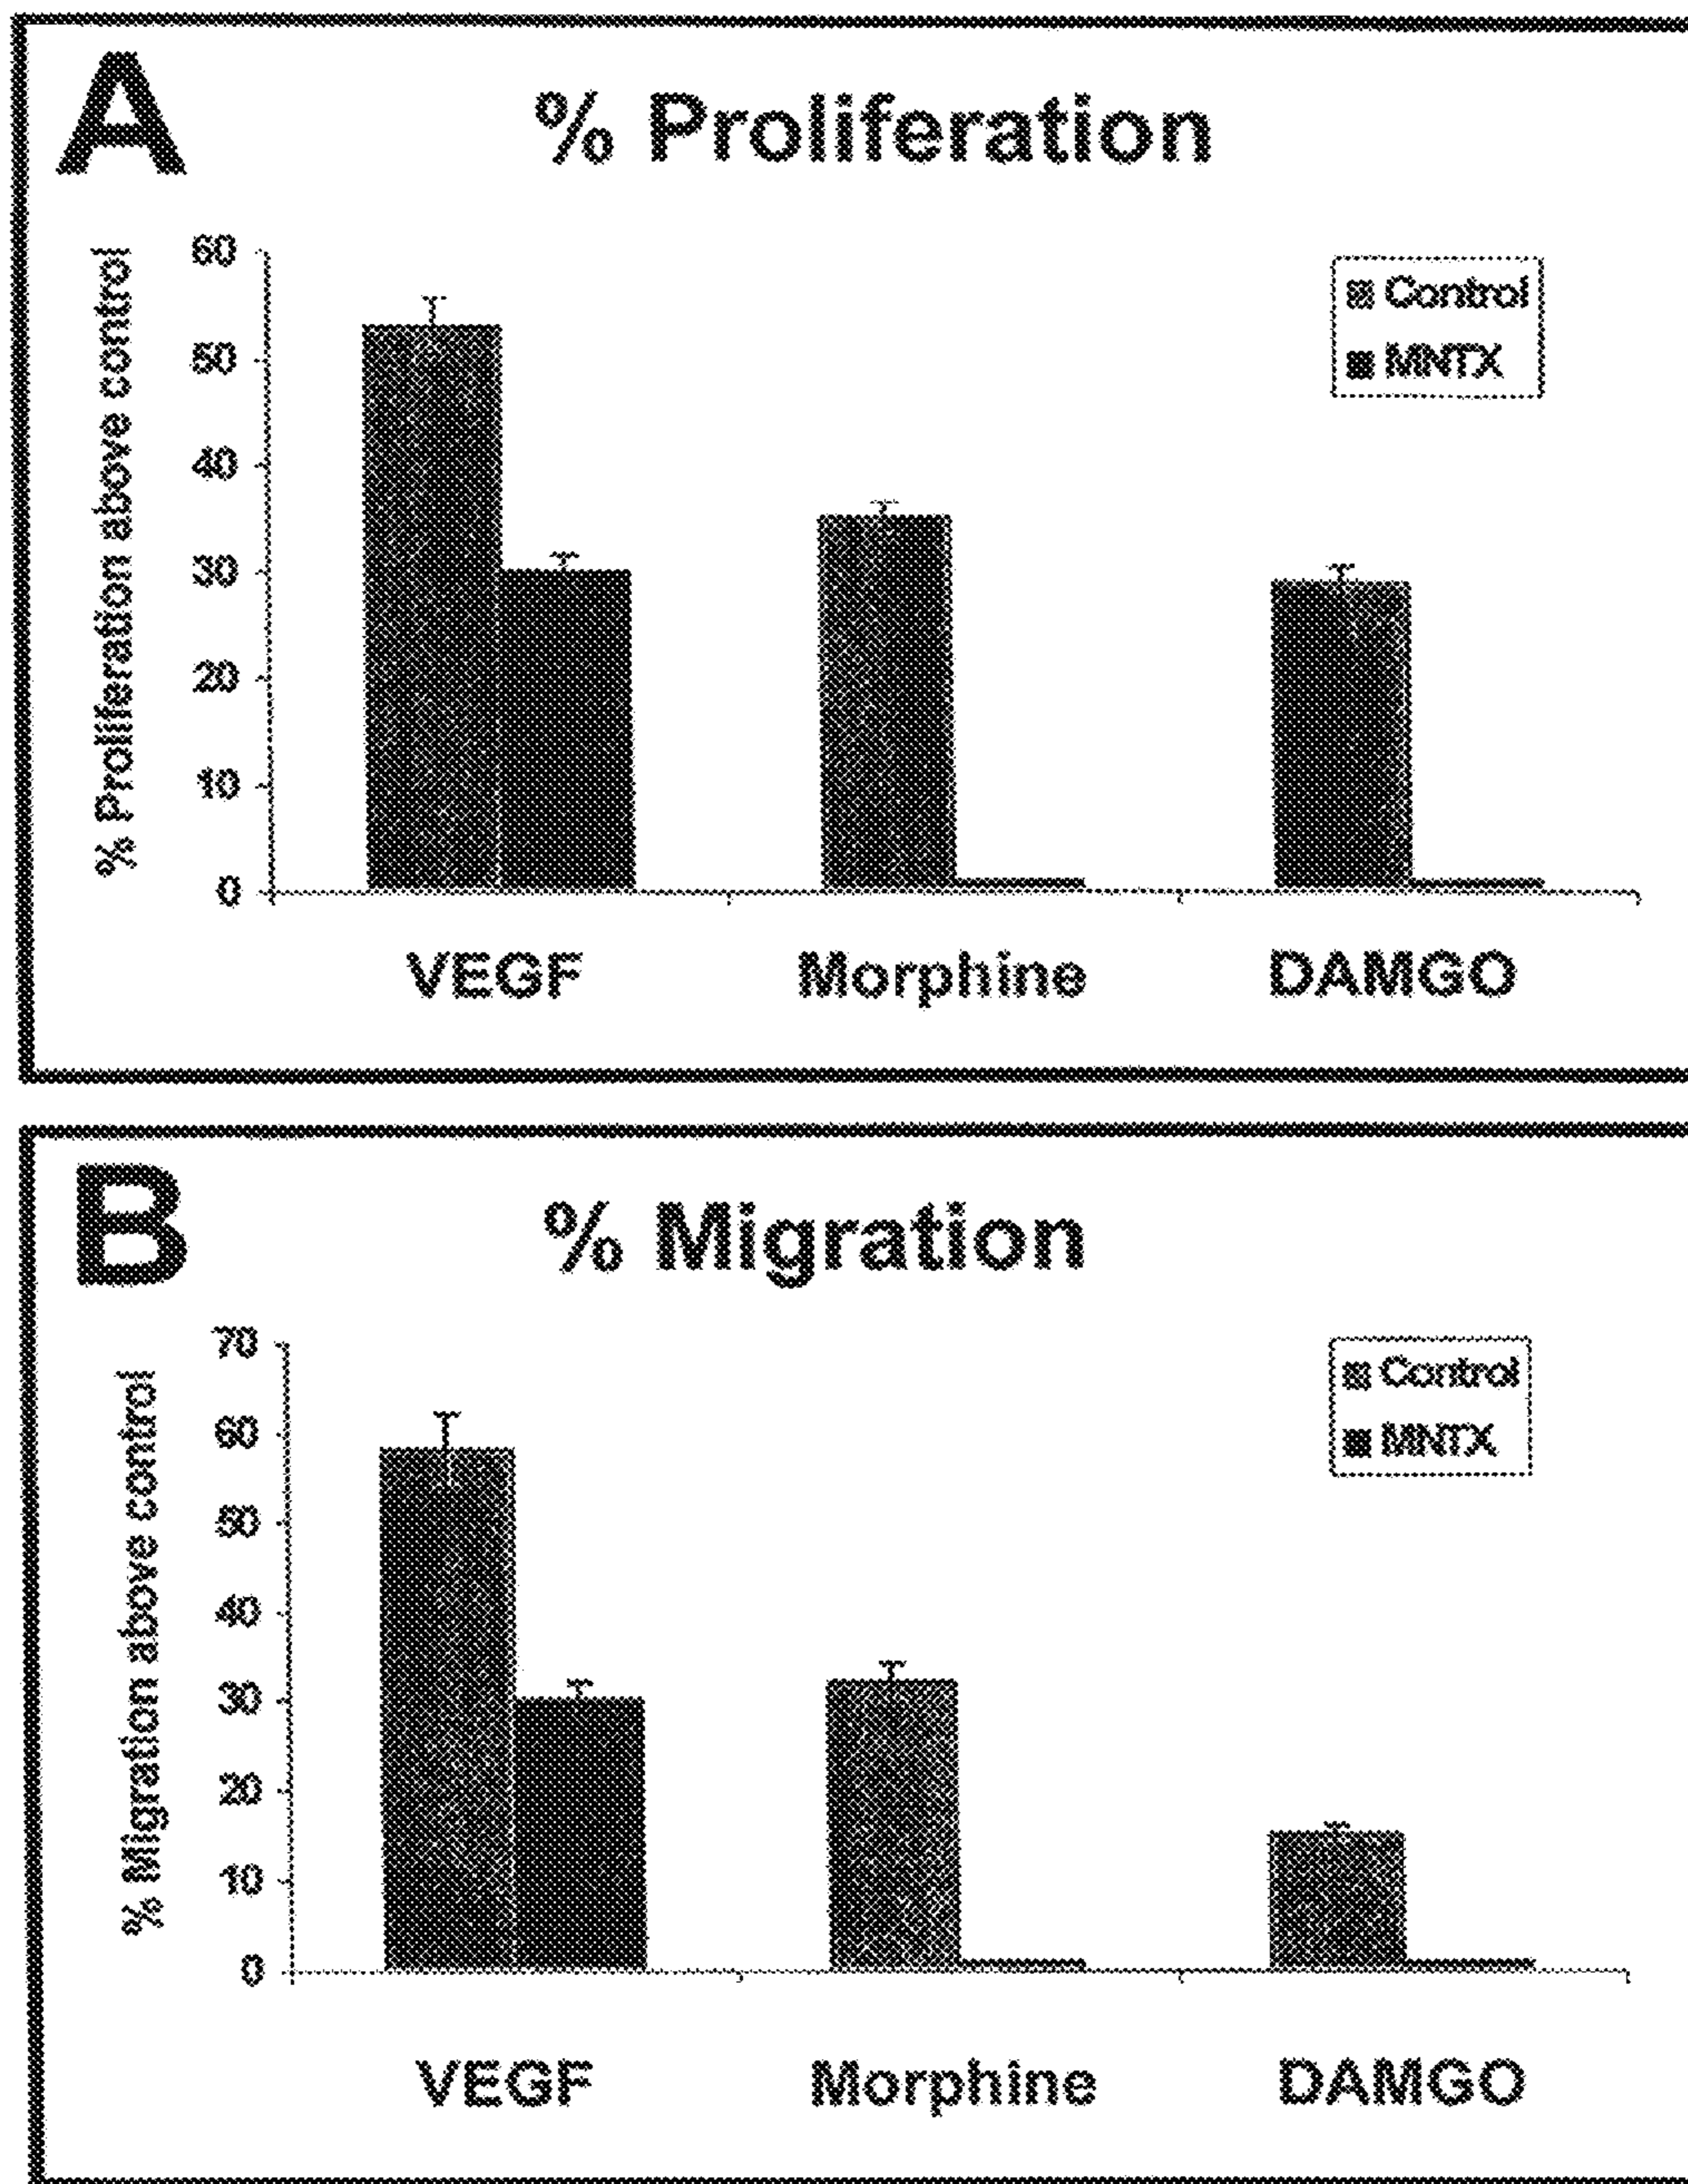 A
% Proliferation
% Proliferation above control
60
50
40
30
20
10
0
Control
MNTX
VEGF Morphine DAMGO
B
% Migration
% Migration above control
70
60
50
40
30
20
10
0
Control
MNTX
VEGF Morphine DAMGO